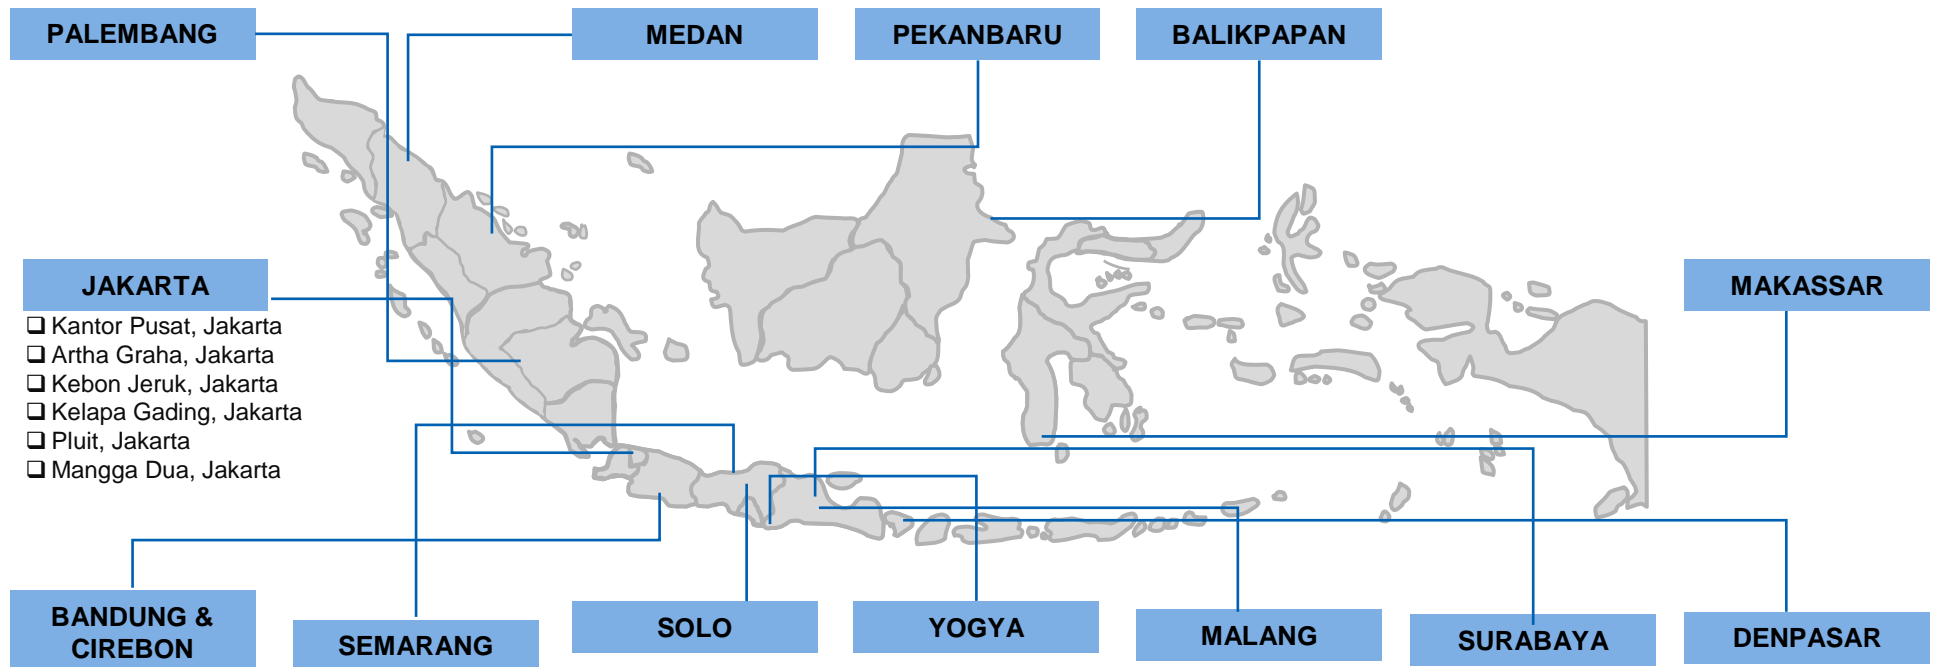 PALEMBANG
MEDAN
PEKANBARU
BALIKPAPAN
JAKARTA
❑ Kantor Pusat, Jakarta
❑ Artha Graha, Jakarta
❑ Kebon Jeruk, Jakarta
❑ Kelapa Gading, Jakarta
❑ Pluit, Jakarta
❑ Mangga Dua, Jakarta
MAKASSAR
BANDUNG &
CIREBON
SEMARANG
SOLO
YOGYA
MALANG
SURABAYA
DENPASAR